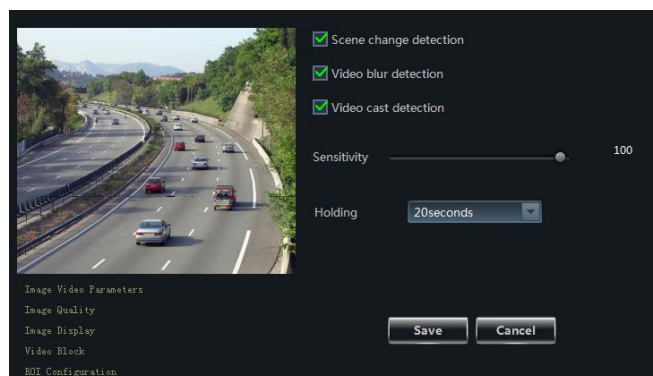 Scene change detection
Video blur detection
Video cast detection
Sensitivity 100
Holding 20seconds
Image Video Parameters
Image Quality
Image Display
Video Block
ROI Configuration
Save Cancel